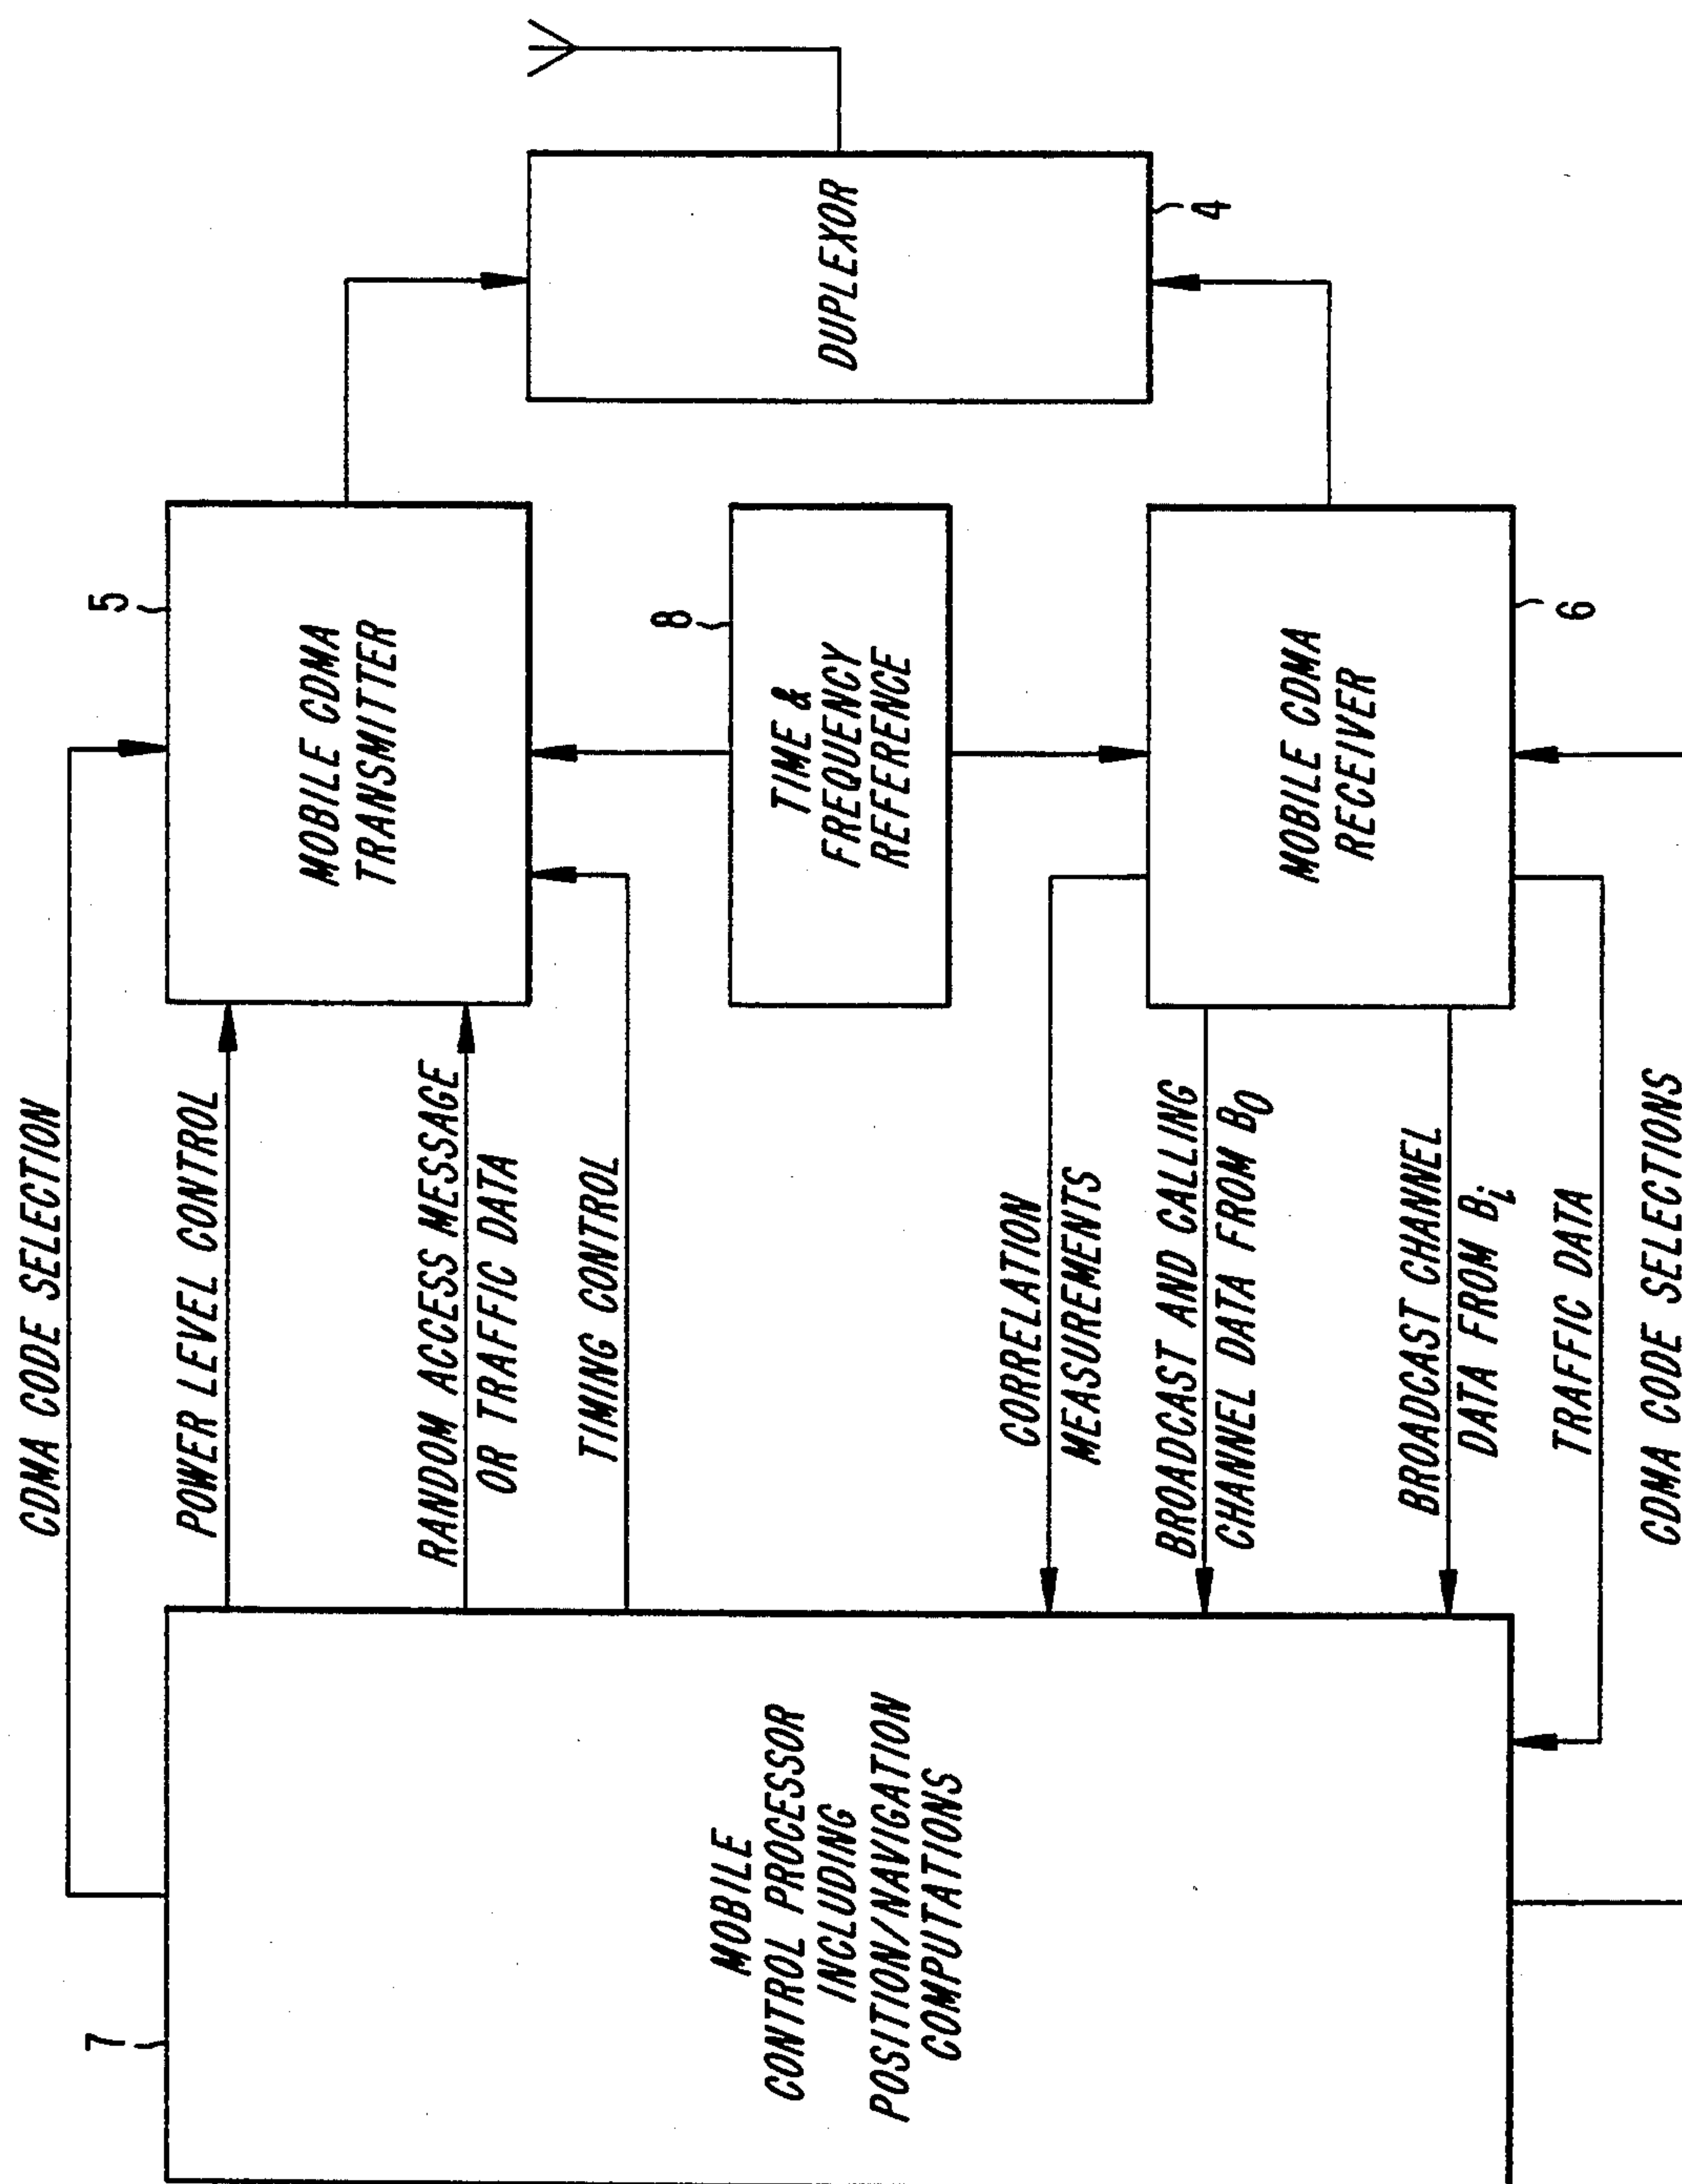 CDMA CODE SELECTION
POWER LEVEL CONTROL
RANDOM ACCESS MESSAGE
OR TRAFFIC DATA
TIMING CONTROL
CORRELATION
MEASUREMENTS
BROADCAST AND CALLING
CHANNEL DATA FROM B0
BROADCAST CHANNEL
DATA FROM Bi
TRAFFIC DATA
CDMA CODE SELECTIONS
7
MOBILE
CONTROL PROCESSOR
INCLUDING
POSITION/NAVIGATION
COMPUTATIONS
5
MOBILE CDMA
TRANSMITTER
8
TIME &
FREQUENCY
REFERENCE
MOBILE CDMA
RECEIVER
6
DUPLEXOR
4